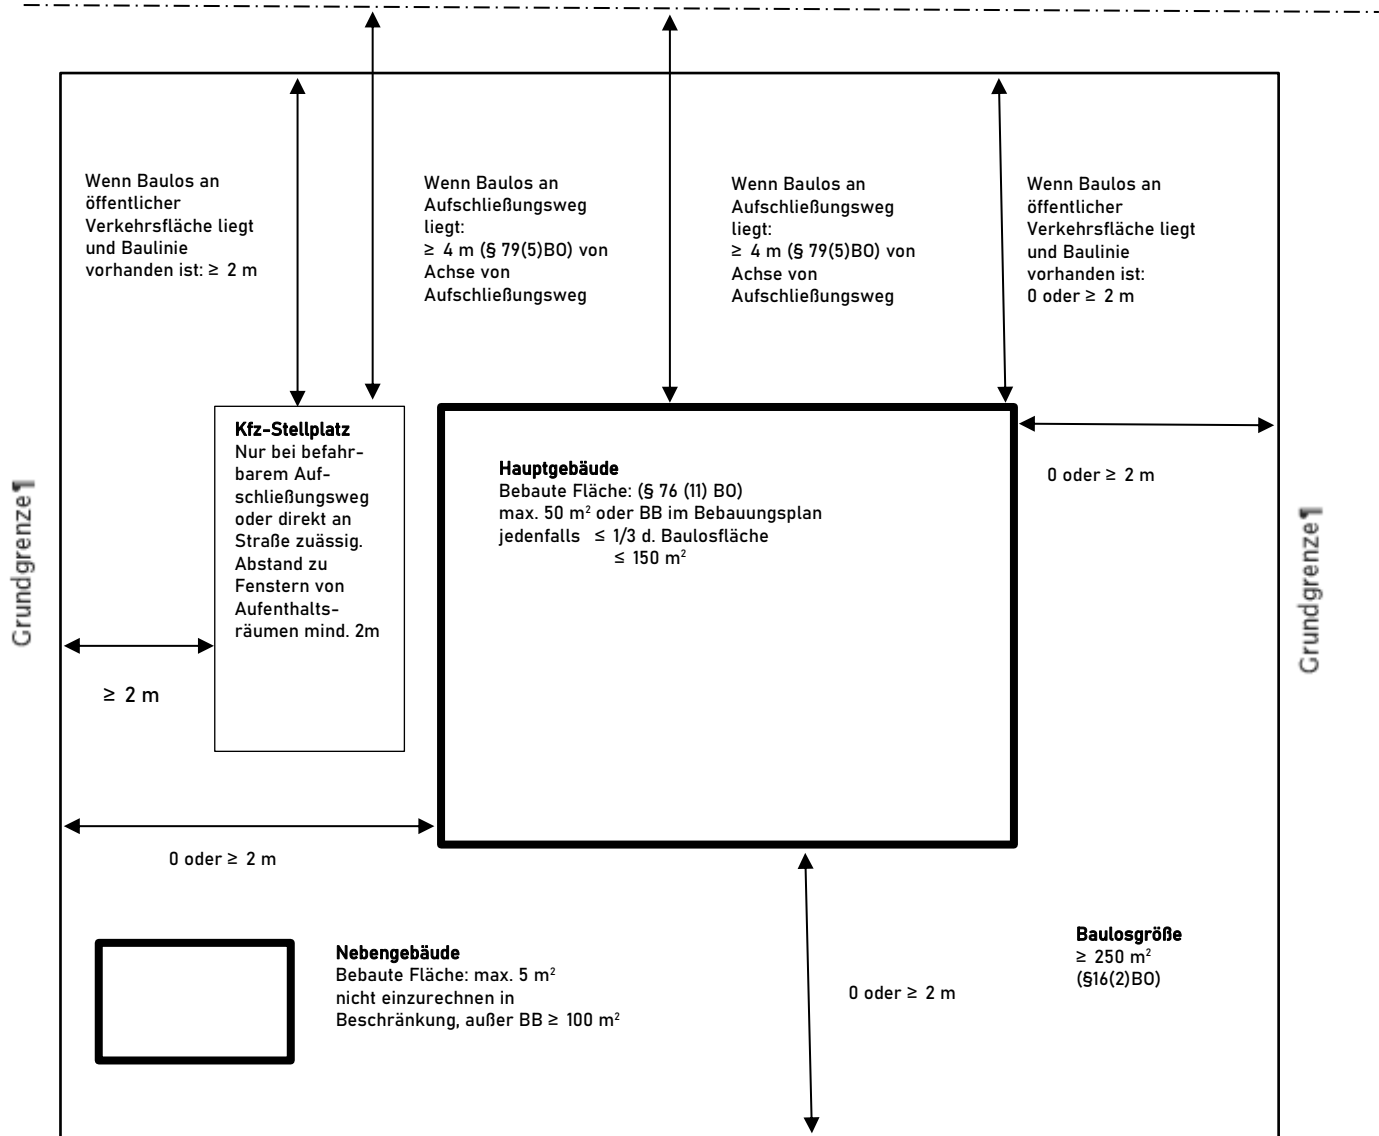 Wenn Baulos an
öffentlicher
Verkehrsfläche liegt
und Baulinie
vorhanden ist: ≥ 2 m
Wenn Baulos an
Aufschließungsweg
liegt:
≥ 4 m (§ 79(5)BO) von
Achse von
Aufschließungsweg
Wenn Baulos an
Aufschließungsweg
liegt:
≥ 4 m (§ 79(5)BO) von
Achse von
Aufschließungsweg
Wenn Baulos an
öffentlicher
Verkehrsfläche liegt
und Baulinie
vorhanden ist:
0 oder ≥ 2 m
Grundgrenze¶
Kfz-Stellplatz
Nur bei befahr-
barem Auf-
schließungsweg
oder direkt an
Straße zuässig.
Abstand zu
Fenstern von
Aufenthalts-
räumen mind. 2m
Hauptgebäude
Bebaute Fläche: (§ 76 (11) BO)
max. 50 m² oder BB im Bebauungsplan
jedenfalls ≤ 1/3 d. Baulosfläche
≤ 150 m²
0 oder ≥ 2 m
Grundgrenze¶
≥ 2 m
0 oder ≥ 2 m
Nebengebäude
Bebaute Fläche: max. 5 m²
nicht einzurechnen in
Beschränkung, außer BB ≥ 100 m²
0 oder ≥ 2 m
Baulosgröße
≥ 250 m²
(§16(2)BO)